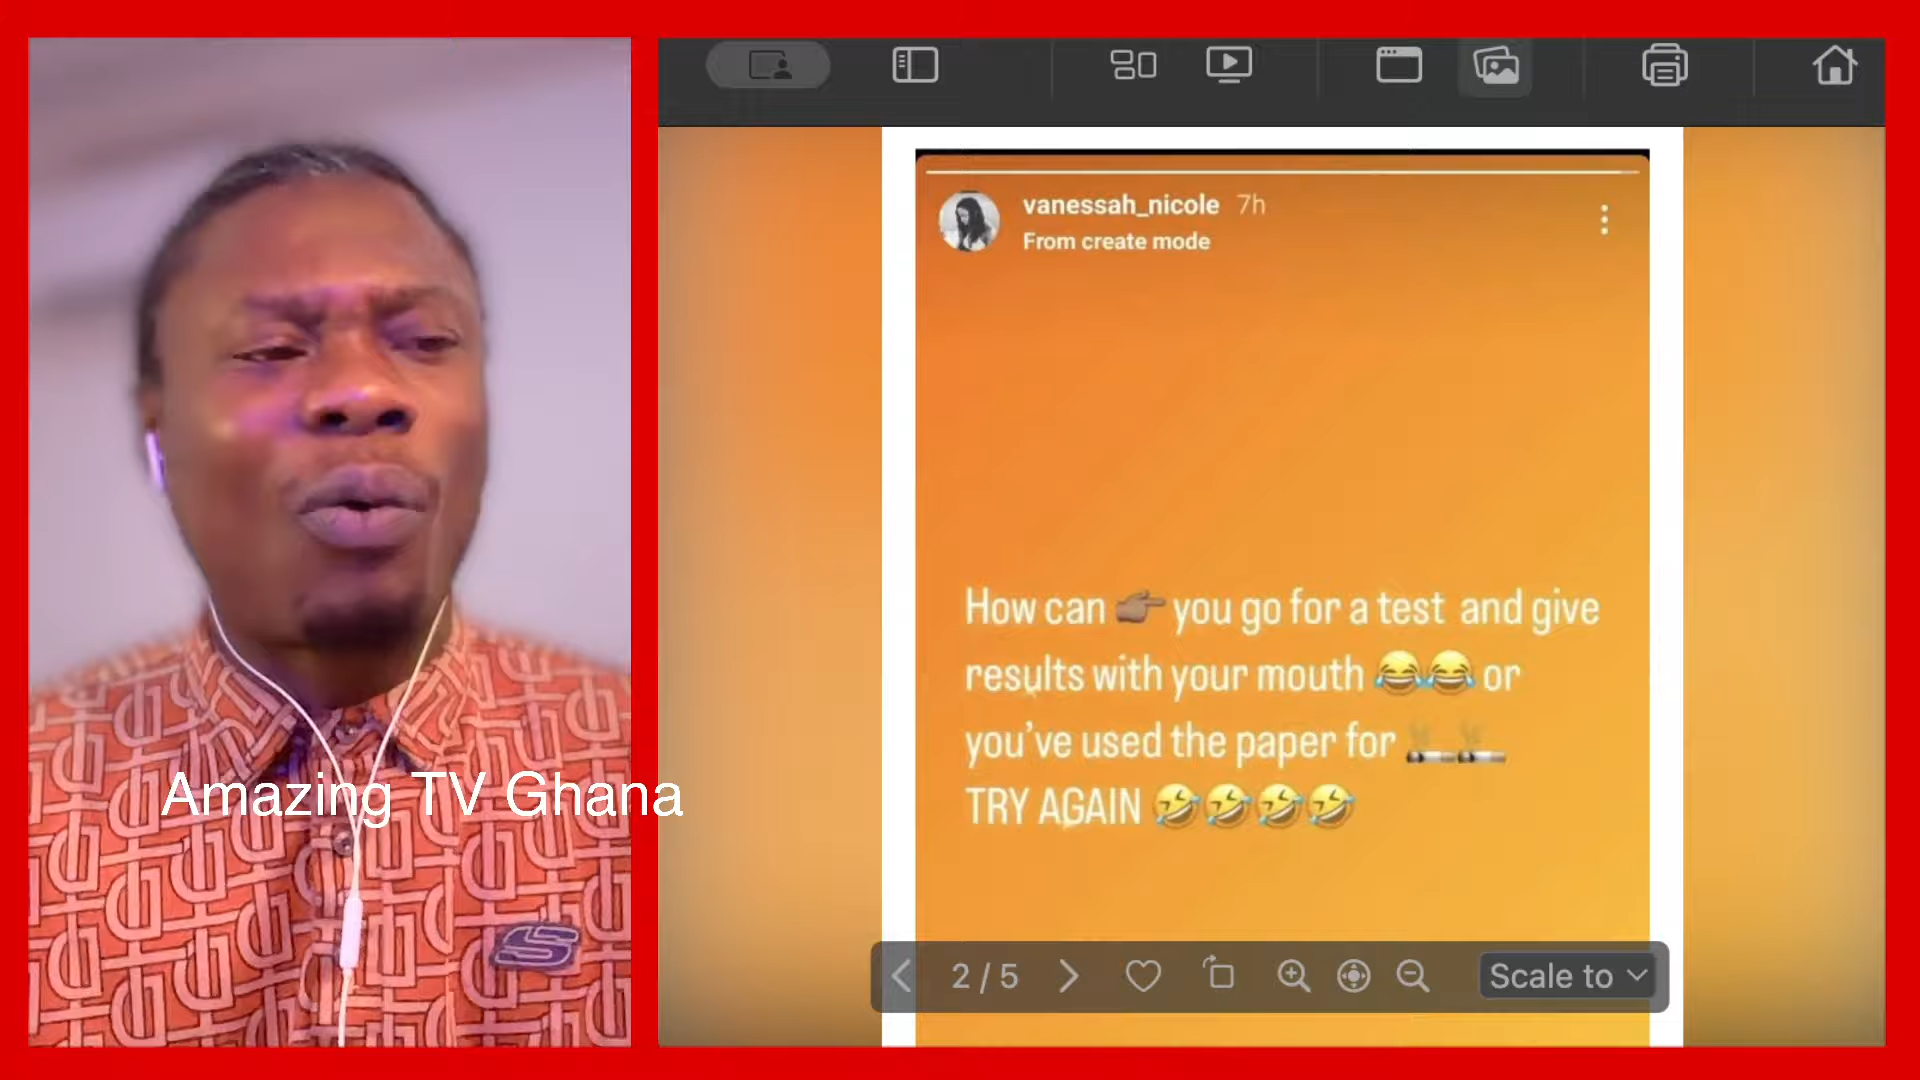 vanessah_nicole 7h
From create mode
How can 👉🏾 you go for a test and give
results with your mouth 😂😂 or
you've used the paper for 🚬🚬
TRY AGAIN 🤣🤣🤣🤣
Amazing TV Ghana
2 / 5
Scale to